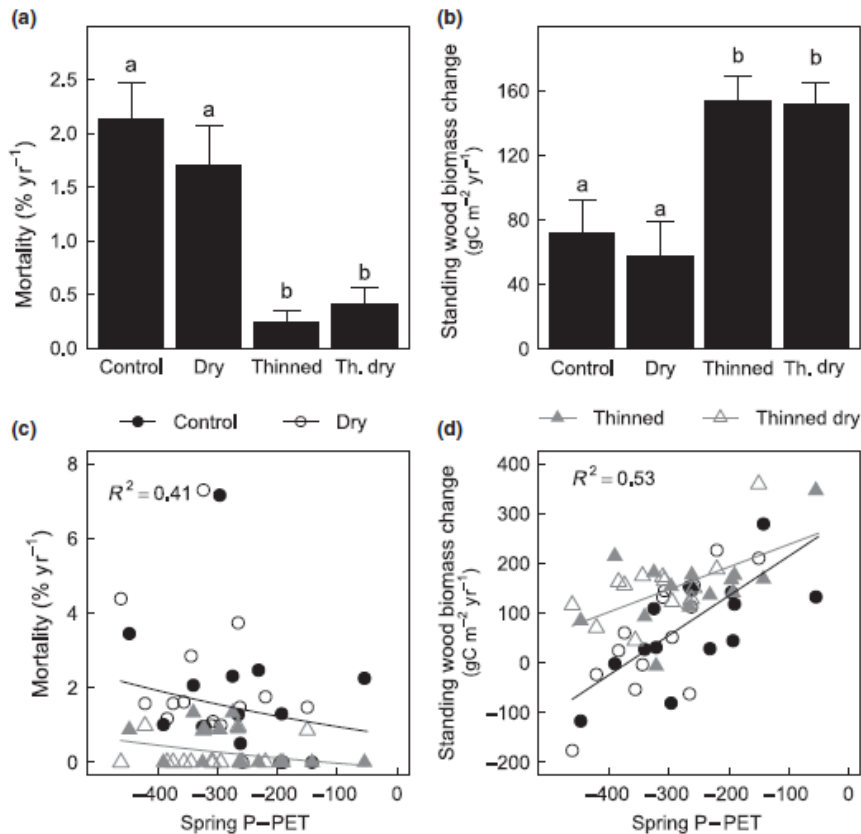 (a)
Mortality (% yr−1)
2.5
2.0
1.5
1.0
0.5
0.0
a
a
b
b
Control Dry Thinned Th. dry
(b)
Standing wood biomass change
(gC m−2 yr−1)
160
120
80
40
0
a
a
b
b
Control Dry Thinned Th. dry
Control Dry Thinned Thinned dry
(c)
Mortality (% yr−1)
8
6
4
2
0
R2 = 0.41
−400 −300 −200 −100 0
Spring P−PET
(d)
Standing wood biomass change
(gC m−2 yr−1)
400
300
200
100
0
−100
−200
R2 = 0.53
−400 −300 −200 −100 0
Spring P−PET